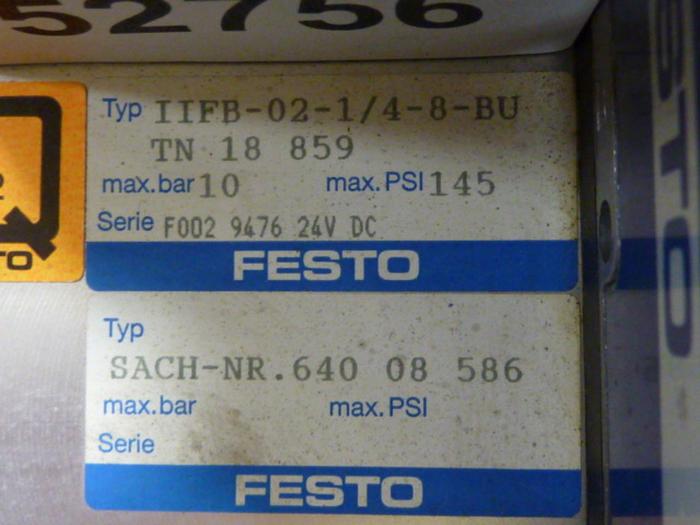 52756
Typ IIFB-02-1/4-8-BU
TN 18 859
max.bar 10 max.PSI 145
Serie F002 9476 24V DC
FESTO
Typ
SACH-NR.640 08 586
max.bar max.PSI
Serie
FESTO